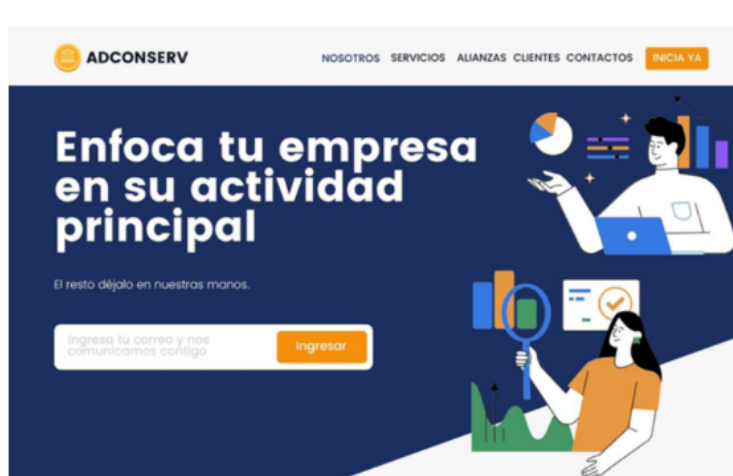 ADCONSERV
NOSOTROS SERVICIOS ALIANZAS CLIENTES CONTACTOS INICIA YA
Enfoca tu empresa
en su actividad
principal
El resto déjalo en nuestras manos.
Ingresa tu correo y nos
comunicamos contigo
Ingresar